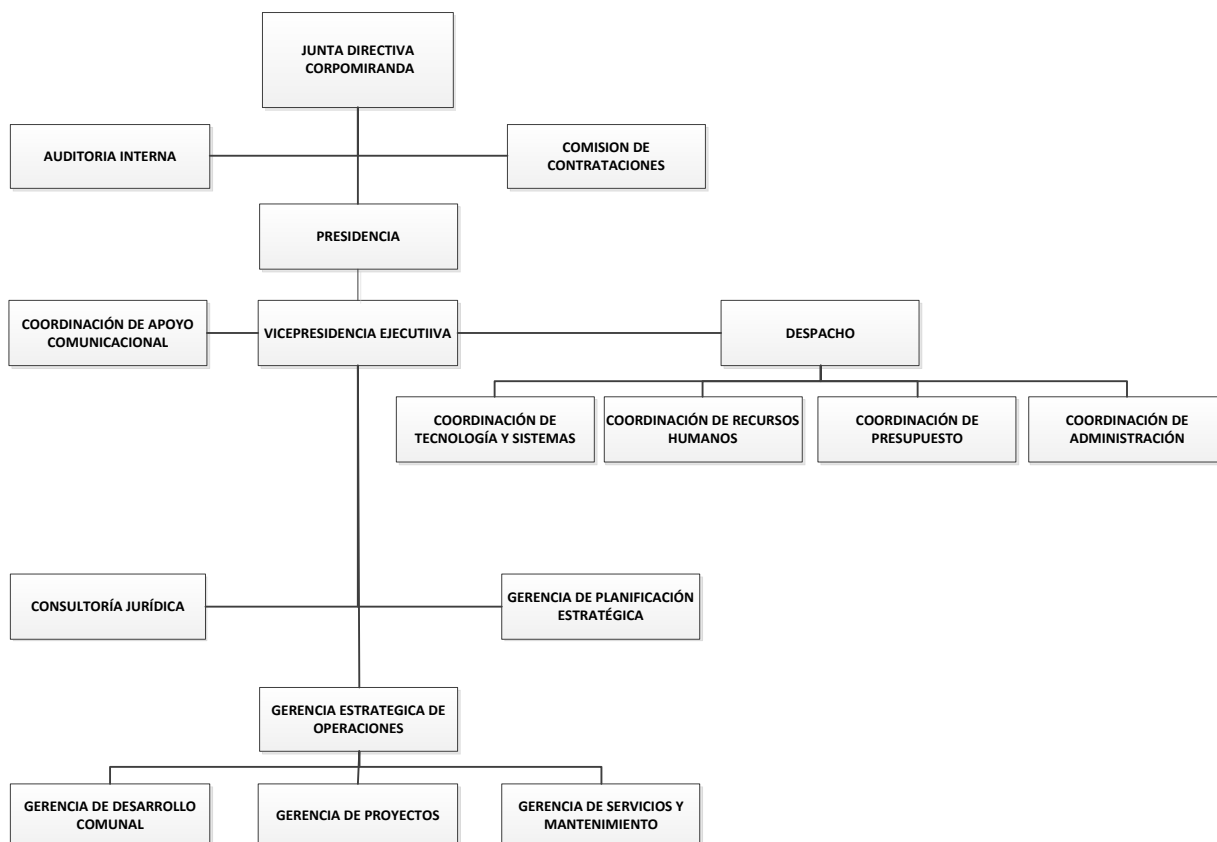 JUNTA DIRECTIVA
CORPOMIRANDA
AUDITORIA INTERNA
COMISION DE
CONTRATACIONES
PRESIDENCIA
COORDINACIÓN DE APOYO
COMUNICACIONAL
VICEPRESIDENCIA EJECUTIIVA
DESPACHO
COORDINACIÓN DE
TECNOLOGÍA Y SISTEMAS
COORDINACIÓN DE RECURSOS
HUMANOS
COORDINACIÓN DE
PRESUPUESTO
COORDINACIÓN DE
ADMINISTRACIÓN
CONSULTORÍA JURÍDICA
GERENCIA DE PLANIFICACIÓN
ESTRATÉGICA
GERENCIA ESTRATEGICA DE
OPERACIONES
GERENCIA DE DESARROLLO
COMUNAL
GERENCIA DE PROYECTOS
GERENCIA DE SERVICIOS Y
MANTENIMIENTO